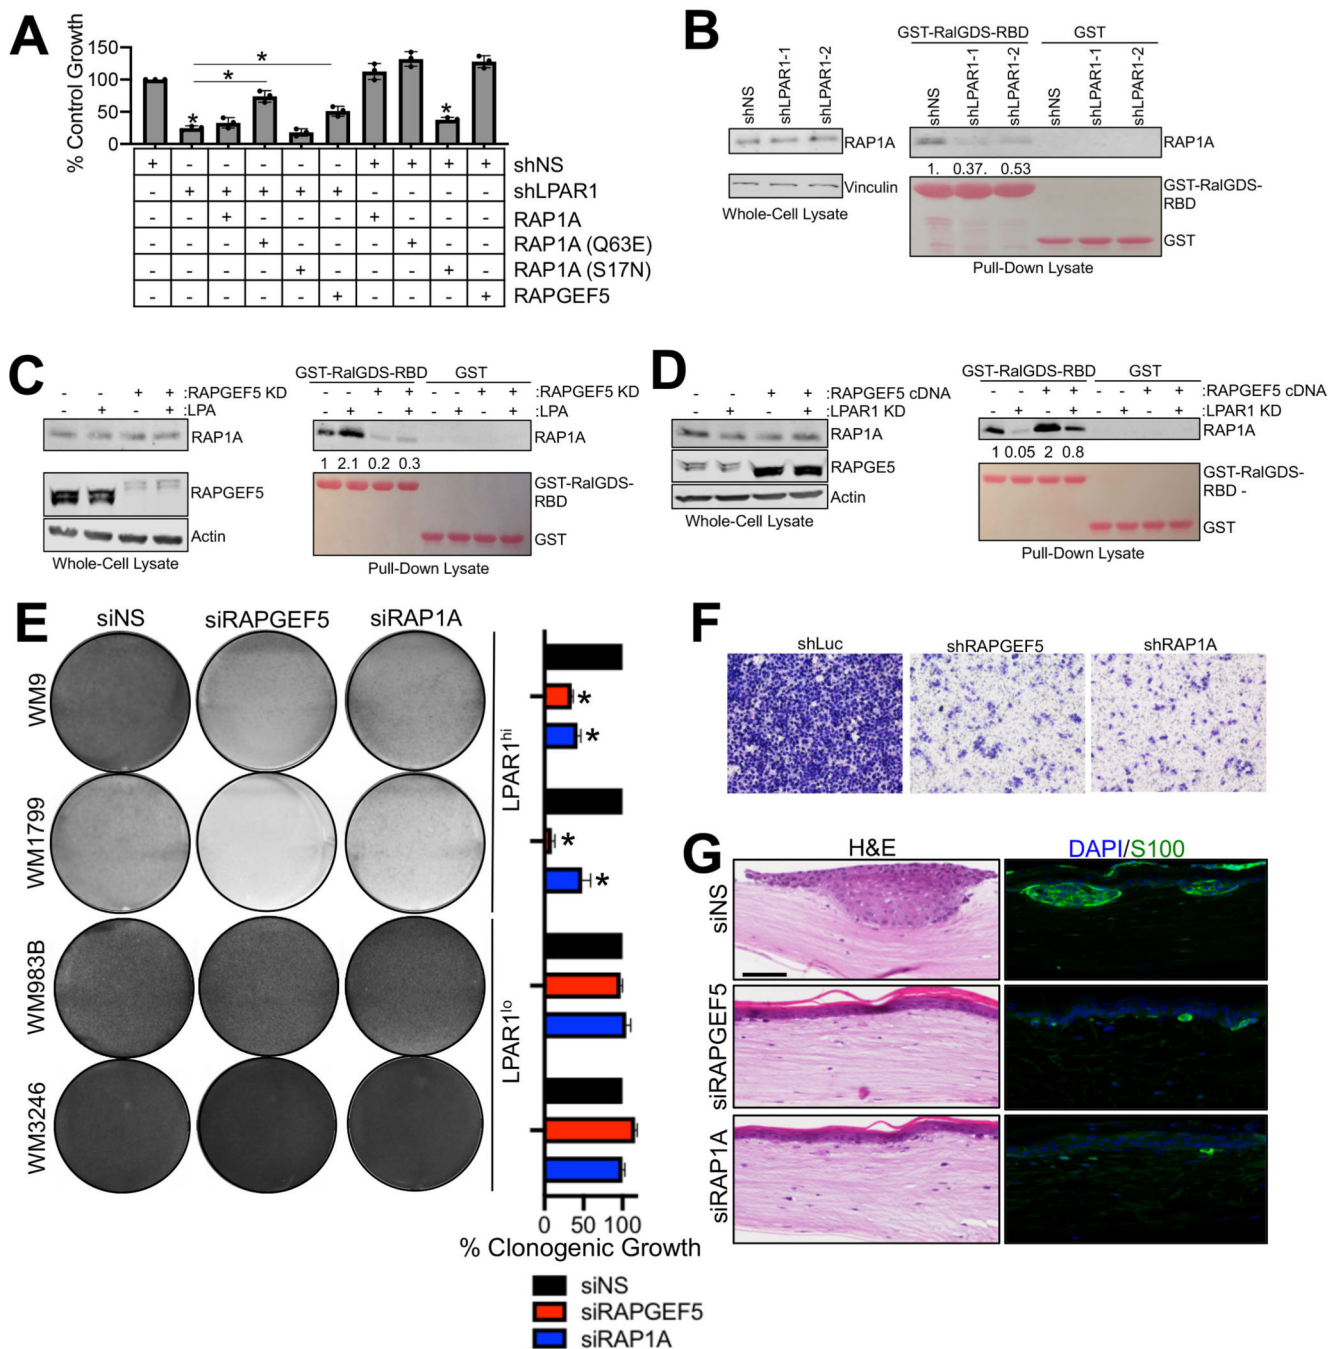 A
% Control Growth
150
100
50
0
* * * *
+ - - - - - + + + + shNS
- + + + + + - - - - shLPAR1
- - + - - - + - - - RAP1A
- - - + - - - + - - RAP1A (Q63E)
- - - - + - - - + - RAP1A (S17N)
- - - - - + - - - + RAPGEF5
B
GST-RalGDS-RBD GST
shNS shLPAR1-1 shLPAR1-2 shNS shLPAR1-1 shLPAR1-2 shNS shLPAR1-1 shLPAR1-2
RAP1A
Vinculin
Whole-Cell Lysate
RAP1A
1. 0.37. 0.53
GST-RalGDS-
RBD
GST
Pull-Down Lysate
C
- - + + :RAPGEF5 KD
- + - + :LPA
RAP1A
RAPGEF5
Actin
Whole-Cell Lysate
GST-RalGDS-RBD GST
- - + + - - + + :RAPGEF5 KD
- + - + - + - + :LPA
RAP1A
1 2.1 0.2 0.3
GST-RalGDS-
RBD
GST
Pull-Down Lysate
D
- - + + :RAPGEF5 cDNA
- + - + :LPAR1 KD
RAP1A
RAPGE5
Actin
Whole-Cell Lysate
GST-RalGDS-RBD GST
- - + + - - + + :RAPGEF5 cDNA
- + - + - + - + :LPAR1 KD
RAP1A
1 0.05 2 0.8
GST-RalGDS-
RBD -
GST
Pull-Down Lysate
E
siNS siRAPGEF5 siRAP1A
WM9
WM1799
WM983B
WM3246
LPAR1hi
LPAR1lo
*
*
*
*
0 50 100
% Clonogenic Growth
siNS
siRAPGEF5
siRAP1A
F
shLuc shRAPGEF5 shRAP1A
G
H&E DAPI/S100
siNS
siRAPGEF5
siRAP1A